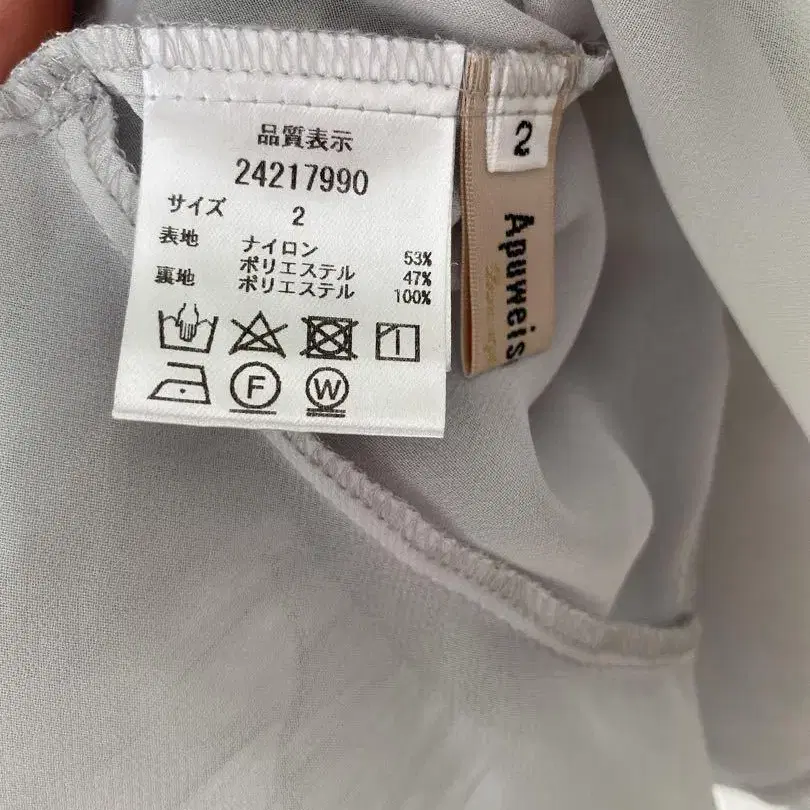 品質表示
24217990
サイズ 2
表地 ナイロン 53%
ポリエステル 47%
裏地 ポリエステル 100%
F W
2
Apuweis